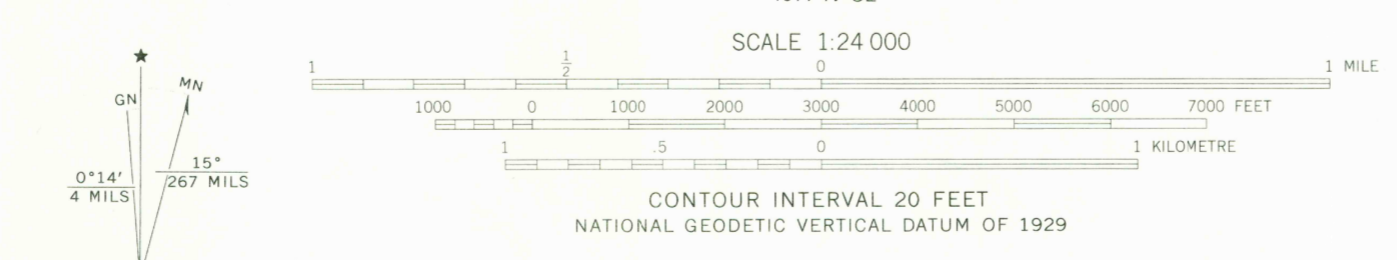 SCALE 1:24 000
1 1/2 0 1 MILE
1000 0 1000 2000 3000 4000 5000 6000 7000 FEET
1 .5 0 1 KILOMETRE
CONTOUR INTERVAL 20 FEET
NATIONAL GEODETIC VERTICAL DATUM OF 1929
★
GN
MN
0°14′
4 MILS
15°
267 MILS